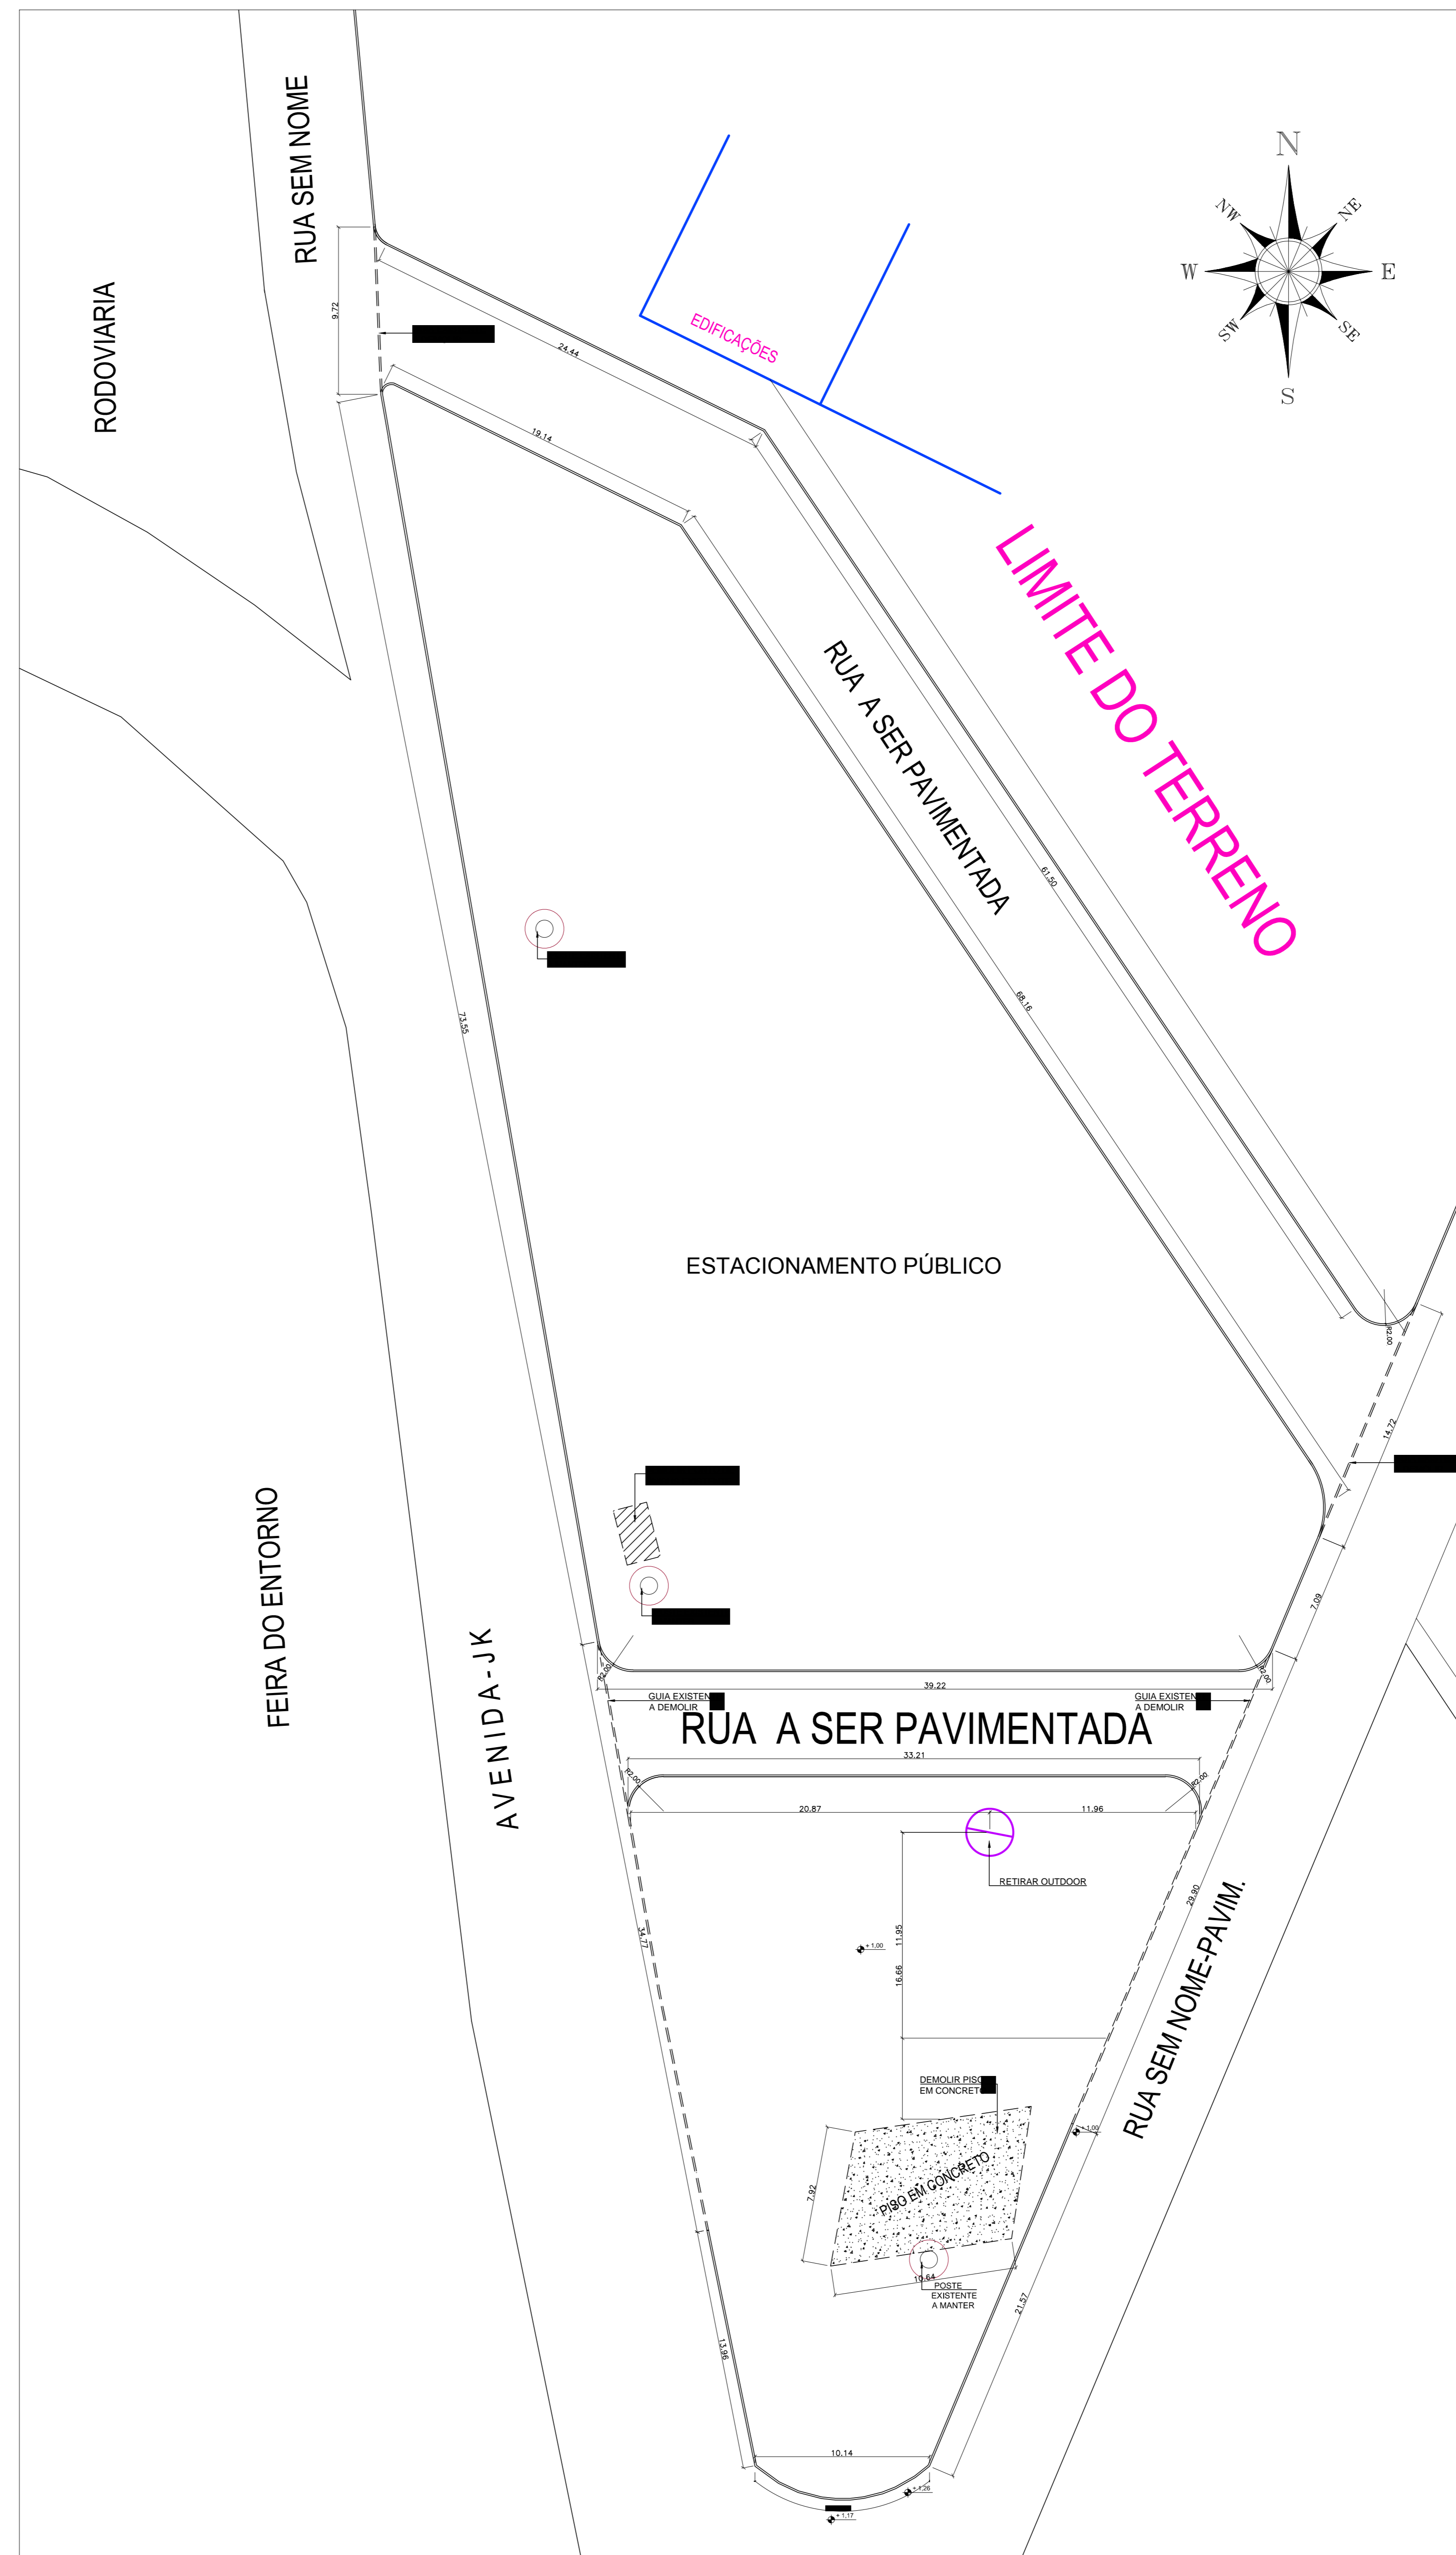 RUA SEM NOME
N
NW
NE
W
E
SW
SE
S
RODOVIARIA
9.72
EDIFICAÇÕES
24.44
19.14
LIMITE DO TERRENO
RUA A SER PAVIMENTADA
61.50
68.16
73.55
ESTACIONAMENTO PÚBLICO
R2.00
14.72
FEIRA DO ENTORNO
7.09
AVENIDA-JK
R2.00
R2.00
39.22
GUIA EXISTEN
A DEMOLIR
GUIA EXISTEN
A DEMOLIR
RUA A SER PAVIMENTADA
33.21
R2.00
R2.00
20.87
11.96
RETIRAR OUTDOOR
29.90
34.77
11.95
+ 1,00
16.66
RUA SEM NOME-PAVIM.
DEMOLIR PISO
EM CONCRETO
+ 1,00
PISO EM CONCRETO
7.92
10.64
POSTE
EXISTENTE
A MANTER
21.57
13.96
10.14
+ 1,26
+ 1,17